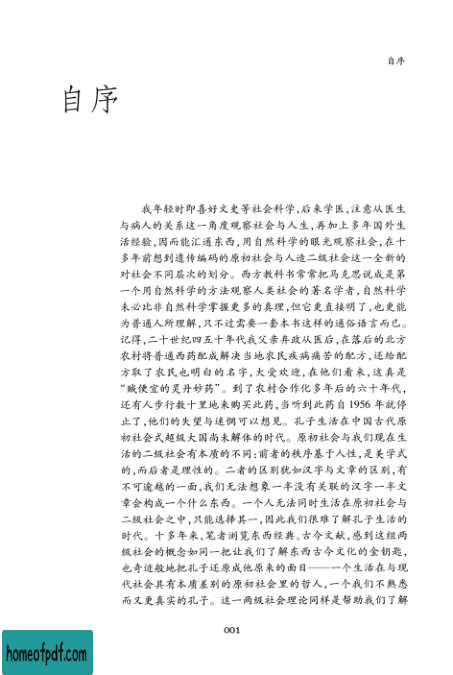 自序
自序
我年轻时即喜好文史等社会科学,后来学医,注意从医生
与病人的关系这一角度观察社会与人生,再加上多年国外生
活经验,因而能汇通东西,用自然科学的眼光观察社会,在十
多年前想到遗传编码的原初社会与人造二级社会这一全新的
对社会不同层次的划分。西方教科书常常把马克思说成是第
一个用自然科学的方法观察人类社会的著名学者,自然科学
未必比非自然科学掌握更多的真理,但它更直接明了,也更能
为普通人所理解,只不过需要一套本书这样的通俗语言而已。
记得,二十世纪四五十年代我父亲弃政从医后,在落后的北方
农村将普通西药配成解决当地农民疾病痛苦的配方,还给配
方取了农民也明白的名字,大受欢迎,在他们看来,这真是
“贼便宜的灵丹妙药”。到了农村合作化多年后的六十年代,
还有人步行数十里地来购买此药,当听到此药自 1956 年就停
止了,他们的失望与迷惘可以想见。孔子生活在中国古代原
初社会式超级大国尚未解体的时代。原初社会与我们现在生
活的二级社会有本质的不同:前者的秩序基于人性,是美学式
的,而后者是理性的。二者的区别犹如汉字与文章的区别,有
不可逾越的一面,我们无法想象一半没有关联的汉字一半文
章会构成一个什么东西。一个人无法同时生活在原初社会与
二级社会之中,只能选择其一,因此我们很难了解孔子生活的
时代。十多年来,笔者浏览东西经典、古今文献,感到这组两
级社会的概念如同一把让我们了解东西古今文化的金钥匙,
也奇迹般地把孔子还原成他原来的面目——一个生活在与现
代社会具有本质差别的原初社会里的哲人,一个我们不熟悉
而又更真实的孔子。这一两级社会理论同样是帮助我们了解
001
homeofpdf.com